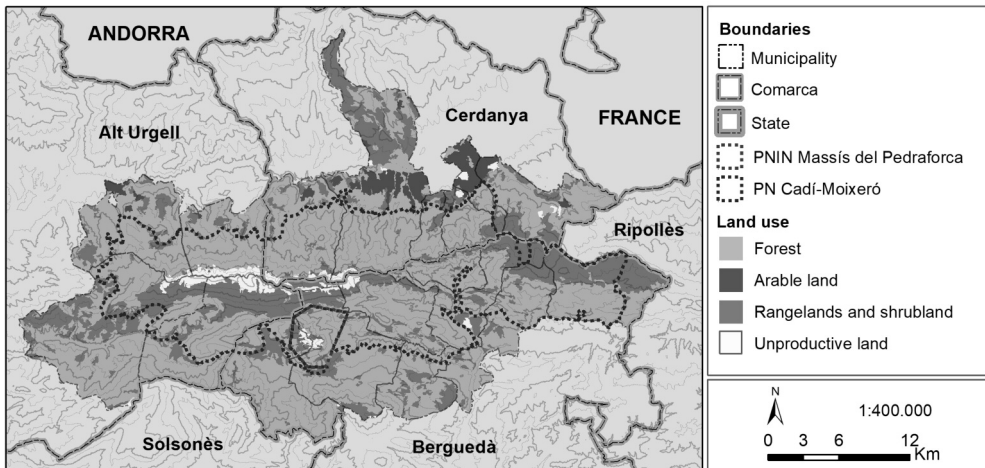 ANDORRA
Alt Urgell
Cerdanya
FRANCE
Ripollès
Solsonès
Berguedà
Boundaries
Municipality
Comarca
State
PNIN Massís del Pedraforca
PN Cadí-Moixeró
Land use
Forest
Arable land
Rangelands and shrubland
Unproductive land
N
1:400.000
0 3 6 12
Km